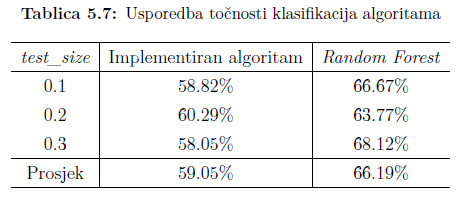 Tablica 5.7: Usporedba točnosti klasifikacija algoritama
test_size Implementiran algoritam Random Forest
0.1 58.82% 66.67%
0.2 60.29% 63.77%
0.3 58.05% 68.12%
Prosjek 59.05% 66.19%